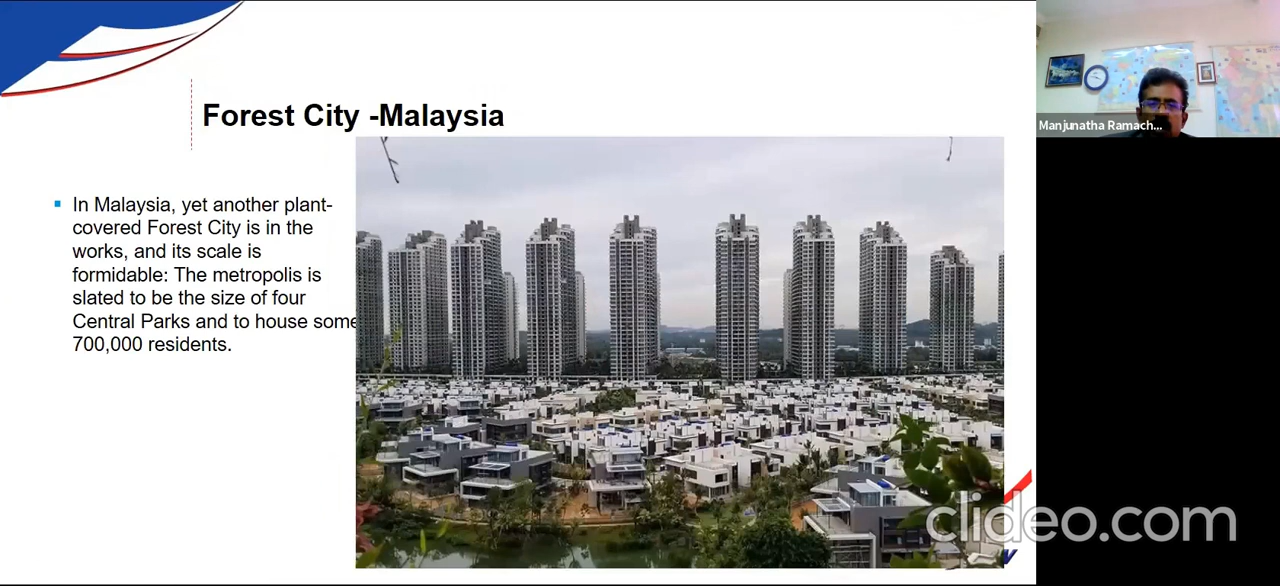 Forest City -Malaysia
In Malaysia, yet another plant-
covered Forest City is in the
works, and its scale is
formidable: The metropolis is
slated to be the size of four
Central Parks and to house some
700,000 residents.
Manjunatha Ramach...
clideo.com